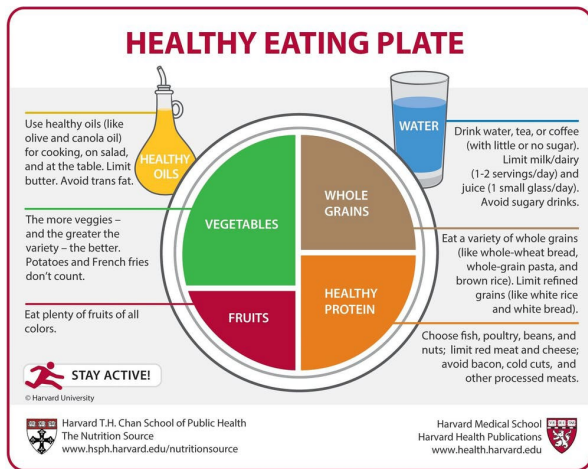 HEALTHY EATING PLATE
Use healthy oils (like
olive and canola oil)
for cooking, on salad,
and at the table. Limit
butter. Avoid trans fat.
HEALTHY
OILS
The more veggies –
and the greater the
variety – the better.
Potatoes and French fries
don’t count.
VEGETABLES
Eat plenty of fruits of all
colors.
FRUITS
WATER
Drink water, tea, or coffee
(with little or no sugar).
Limit milk/dairy
(1-2 servings/day) and
juice (1 small glass/day).
Avoid sugary drinks.
WHOLE
GRAINS
Eat a variety of whole grains
(like whole-wheat bread,
whole-grain pasta, and
brown rice). Limit refined
grains (like white rice
and white bread).
HEALTHY
PROTEIN
Choose fish, poultry, beans, and
nuts; limit red meat and cheese;
avoid bacon, cold cuts, and
other processed meats.
STAY ACTIVE!
© Harvard University
Harvard T.H. Chan School of Public Health
The Nutrition Source
www.hsph.harvard.edu/nutritionsource
Harvard Medical School
Harvard Health Publications
www.health.harvard.edu